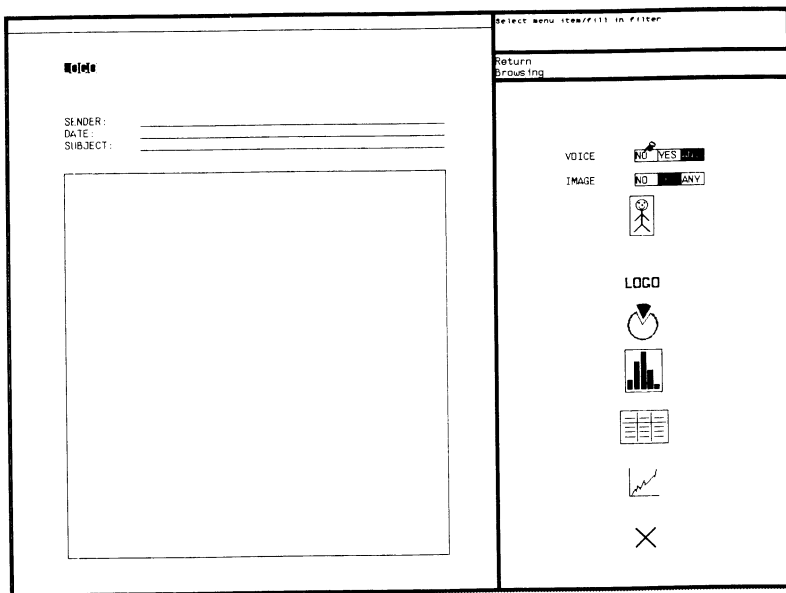 Select menu item/fill in filter
Return
Browsing
LOGO
SENDER:
DATE:
SUBJECT:
VOICE NO YES
IMAGE NO ANY
LOGO